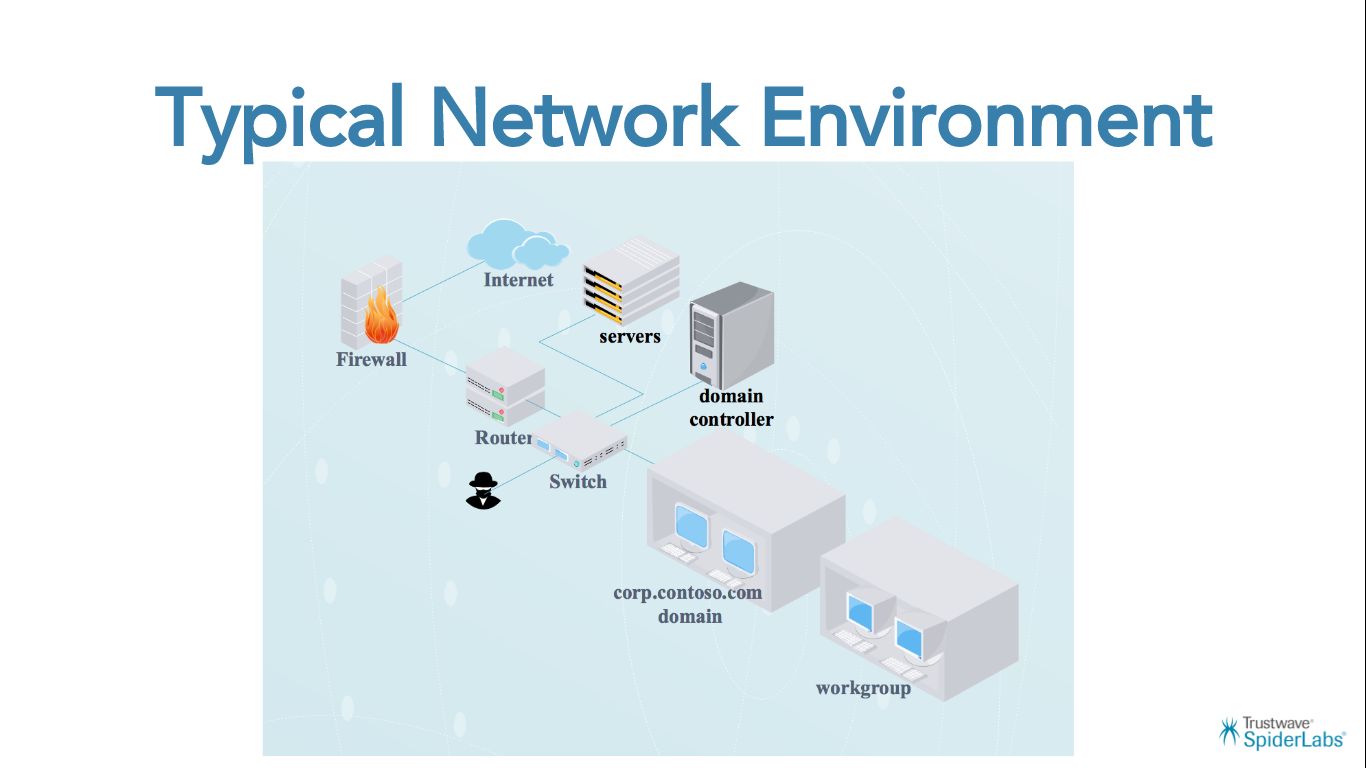 Typical Network Environment
Internet
servers
Firewall
domain
controller
Router
Switch
corp.contoso.com
domain
workgroup
Trustwave®
SpiderLabs®